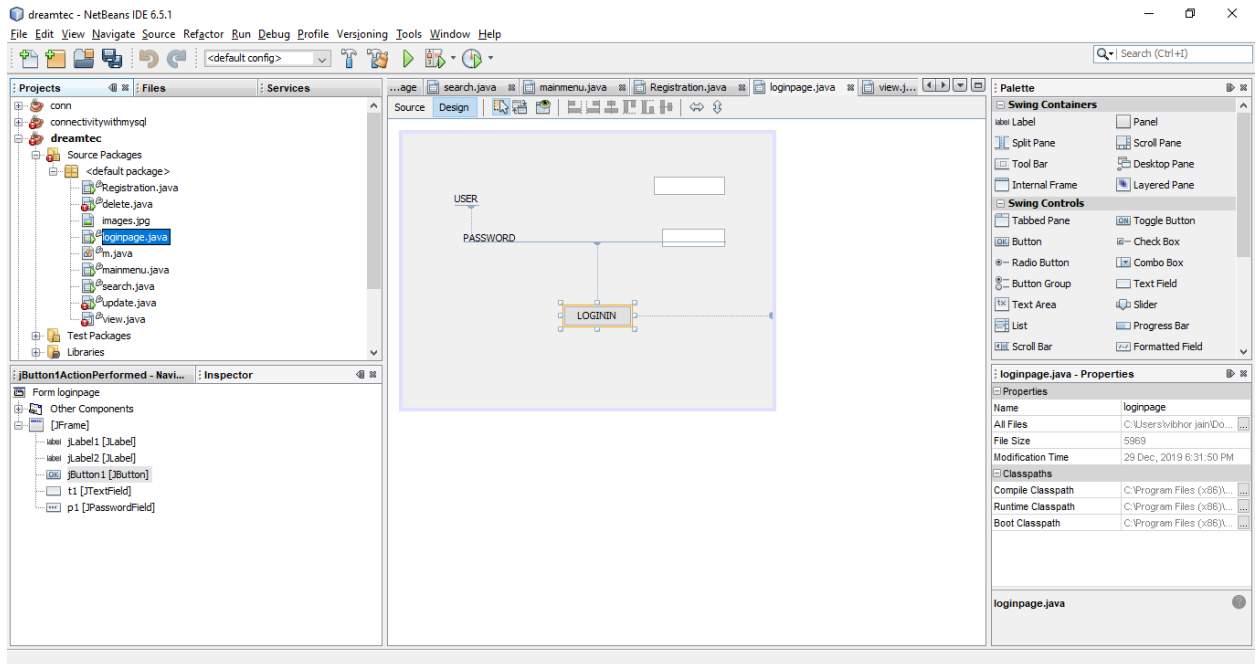 dreamtec - NetBeans IDE 6.5.1
File Edit View Navigate Source Refactor Run Debug Profile Versioning Tools Window Help
<default config>
Search (Ctrl+I)
Projects
Files
Services
conn
connectivitywithmysql
dreamtec
Source Packages
<default package>
Registration.java
delete.java
images.jpg
loginpage.java
m.java
mainmenu.java
search.java
update.java
view.java
Test Packages
Libraries
jButton1ActionPerformed - Navi...
Inspector
Form loginpage
Other Components
[JFrame]
label jLabel1 [JLabel]
label jLabel2 [JLabel]
OK jButton1 [JButton]
t1 [JTextField]
p1 [JPasswordField]
...age search.java mainmenu.java Registration.java loginpage.java view.j...
Source Design
USER
PASSWORD
LOGININ
Palette
Swing Containers
label Label
Panel
Split Pane
Scroll Pane
Tool Bar
Desktop Pane
Internal Frame
Layered Pane
Swing Controls
Tabbed Pane
ON Toggle Button
OK Button
Check Box
Radio Button
Combo Box
Button Group
Text Field
Text Area
Slider
List
Progress Bar
Scroll Bar
Formatted Field
loginpage.java - Properties
Properties
Name loginpage
All Files C:\Users\vibhor jain\Do... ...
File Size 5969
Modification Time 29 Dec, 2019 6:31:50 PM
Classpaths
Compile Classpath C:\Program Files (x86)\... ...
Runtime Classpath C:\Program Files (x86)\... ...
Boot Classpath C:\Program Files (x86)\... ...
loginpage.java